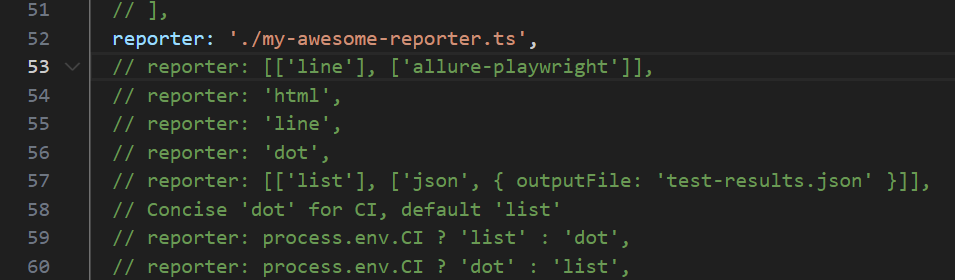 51 // ],
52 reporter: './my-awesome-reporter.ts',
53 // reporter: [['line'], ['allure-playwright']],
54 // reporter: 'html',
55 // reporter: 'line',
56 // reporter: 'dot',
57 // reporter: [['list'], ['json', { outputFile: 'test-results.json' }]],
58 // Concise 'dot' for CI, default 'list'
59 // reporter: process.env.CI ? 'list' : 'dot',
60 // reporter: process.env.CI ? 'dot' : 'list',